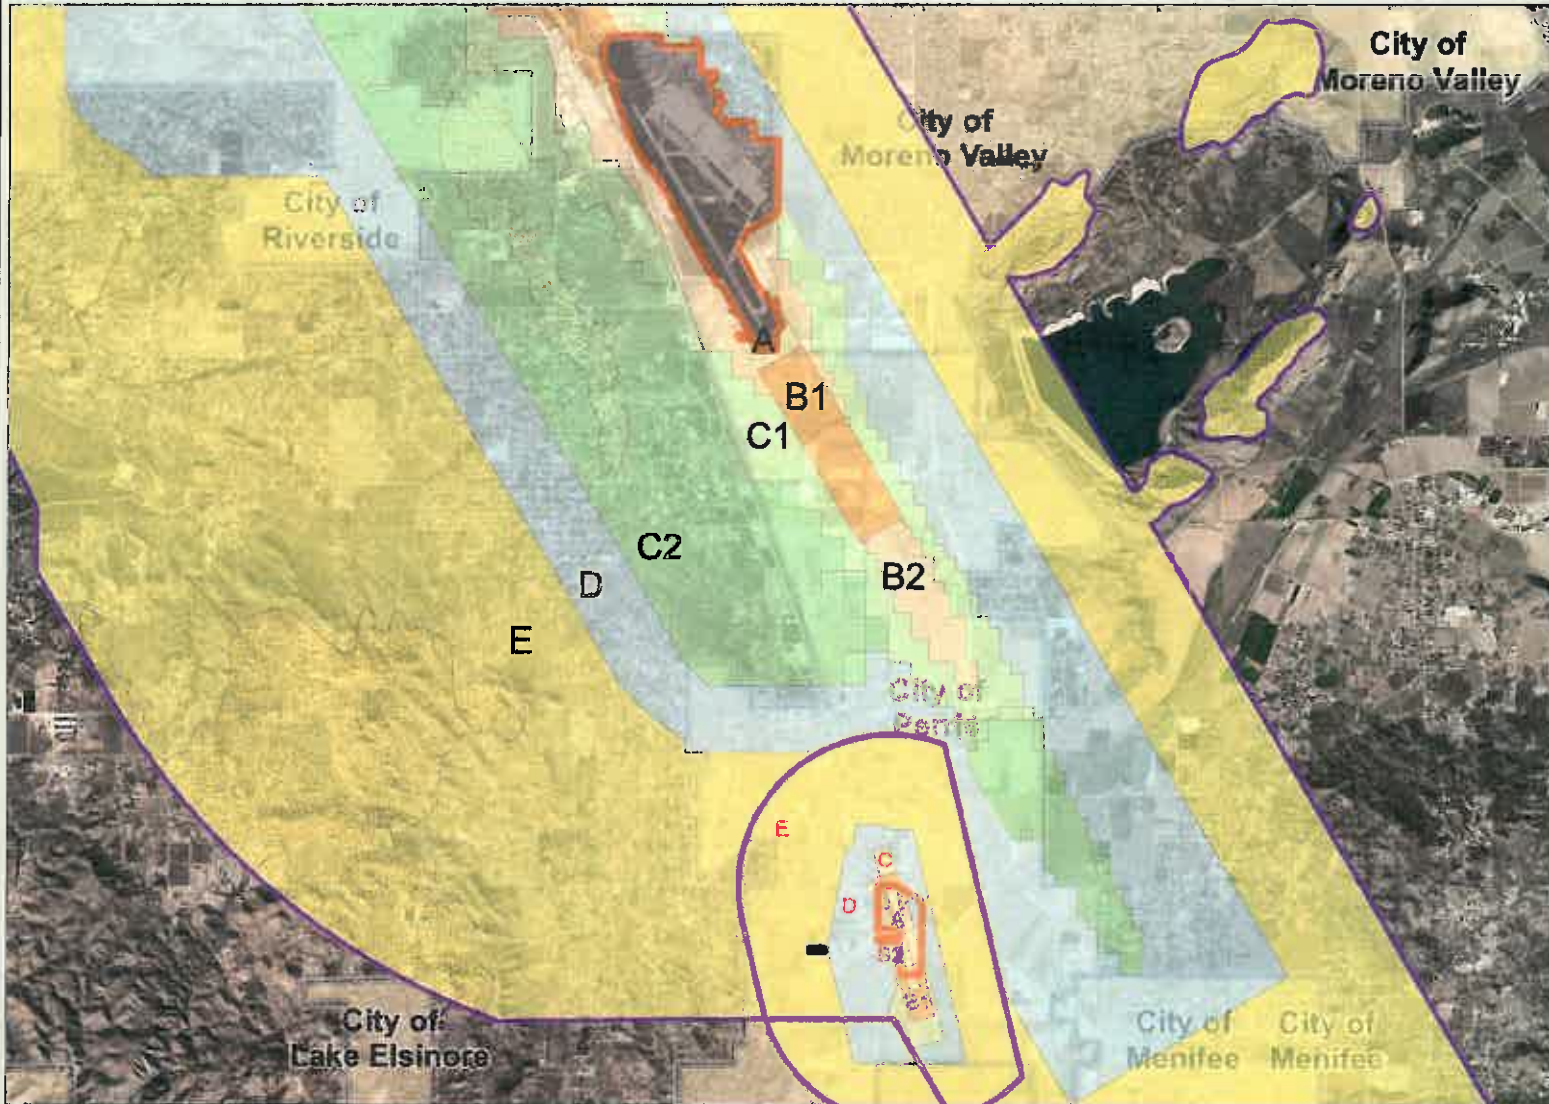 City of
Moreno Valley
City of
Moreno Valley
City of
Riverside
A
B1
C1
C2
B2
D
E
City of
Perris
E
C
D
City of
Lake Elsinore
City of
Menifee
City of
Menifee